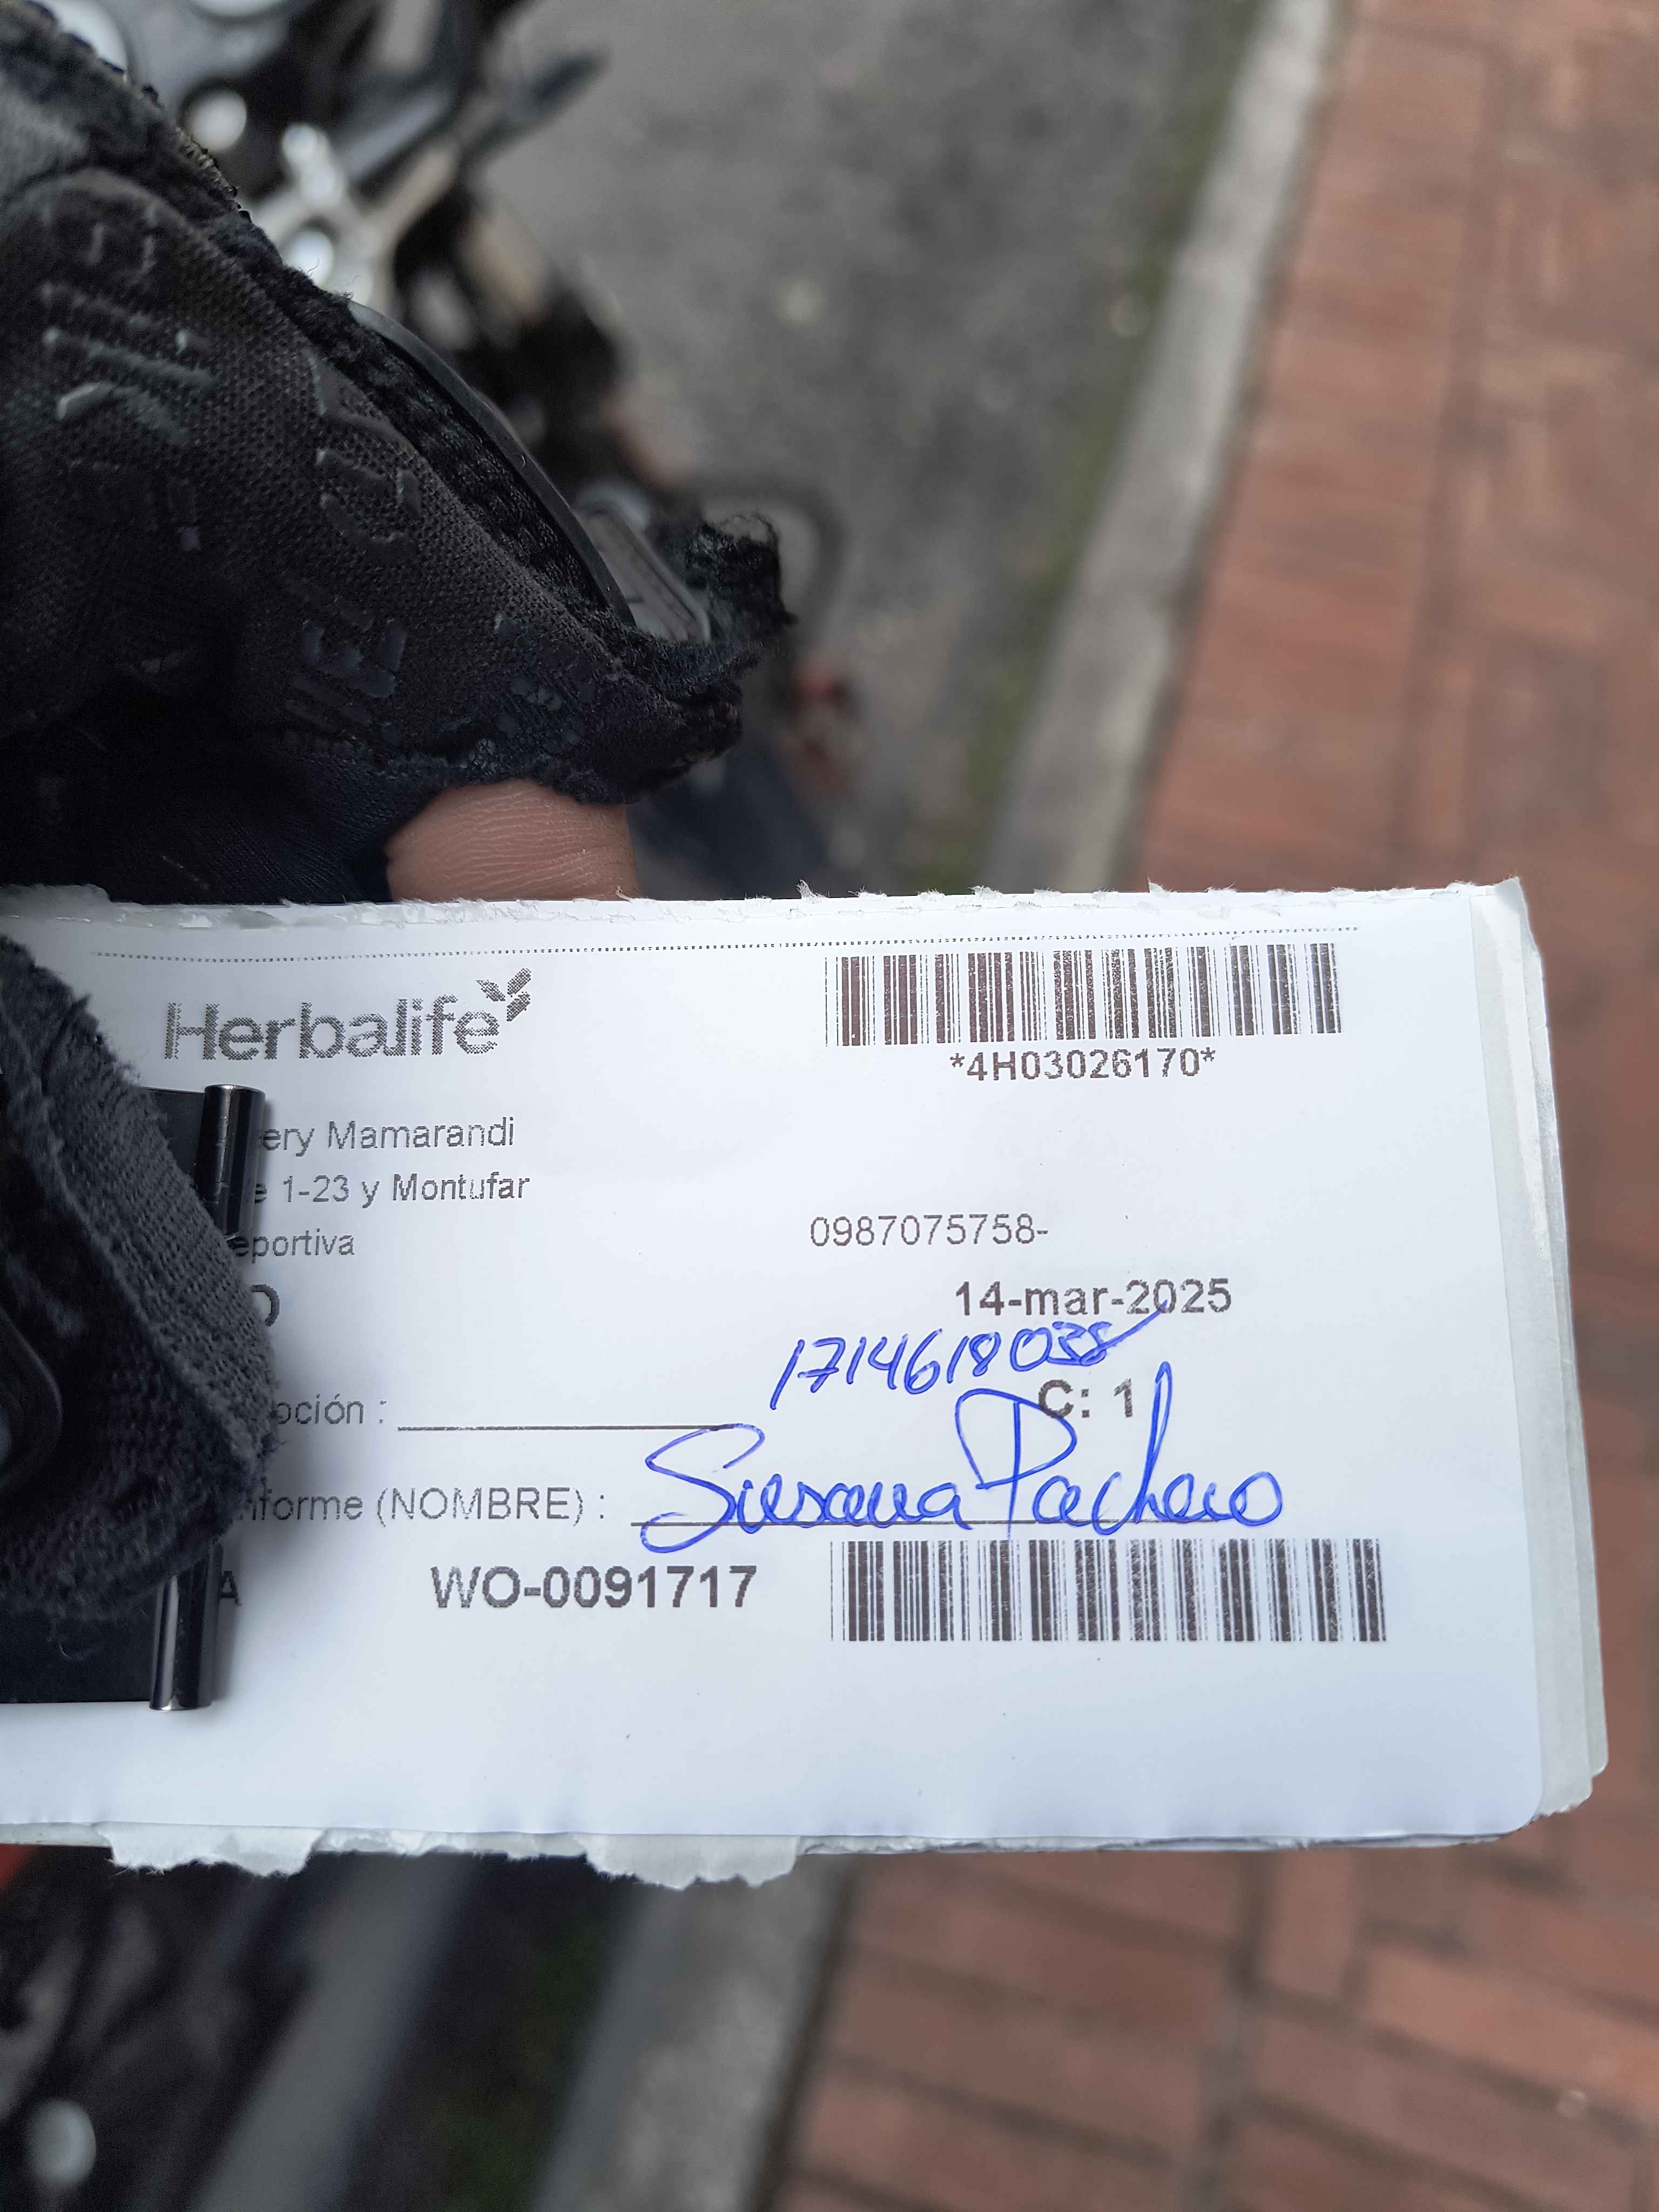 Herbalife
*4H03026170*
ery Mamarandi
e 1-23 y Montufar
0987075758-
eportiva
14-mar-2025
1714618038
C: 1
pción :
nforme (NOMBRE) : Susana Pacheco
A WO-0091717